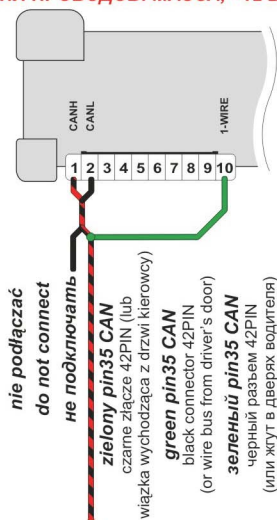 МАССА,
CANH
CANL
1-WIRE
1 2 3 4 5 6 7 8 9 10
nie podłączać
do not connect
не подключать
zielony pin35 CAN
czarne złącze 42PIN (lub
wiązka wychodząca z drzwi kierowcy)
green pin35 CAN
black connector 42PIN
(or wire bus from driver's door)
зеленый pin35 CAN
черный разъем 42PIN
(или жгут в дверях водителя)